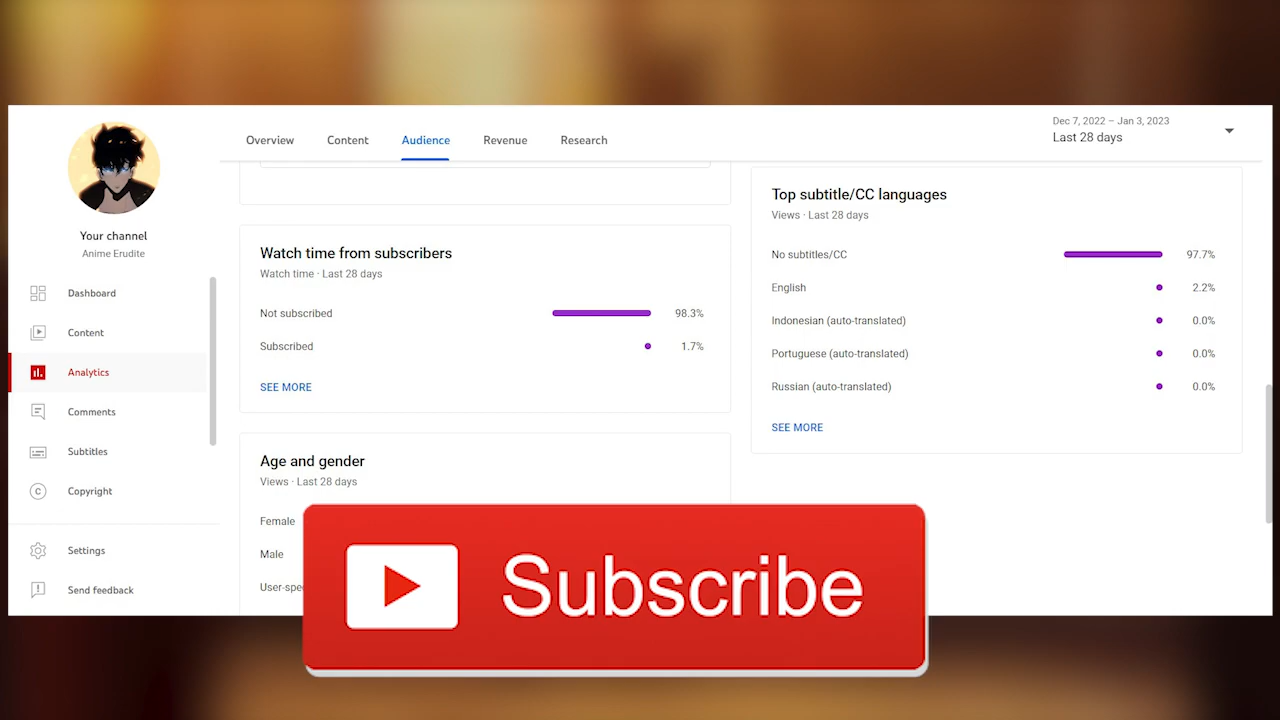 Overview
Content
Audience
Revenue
Research
Dec 7, 2022 – Jan 3, 2023
Last 28 days
Your channel
Anime Erudite
Dashboard
Content
Analytics
Comments
Subtitles
Copyright
Settings
Send feedback
Watch time from subscribers
Watch time · Last 28 days
Not subscribed 98.3%
Subscribed 1.7%
SEE MORE
Age and gender
Views · Last 28 days
Female
Male
User-spe
Top subtitle/CC languages
Views · Last 28 days
No subtitles/CC 97.7%
English 2.2%
Indonesian (auto-translated) 0.0%
Portuguese (auto-translated) 0.0%
Russian (auto-translated) 0.0%
SEE MORE
Subscribe